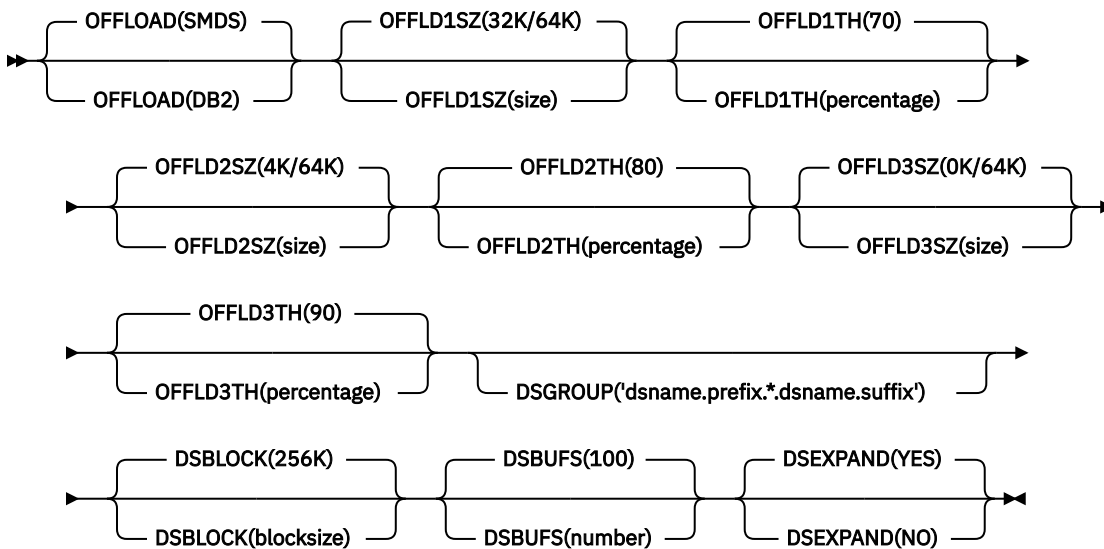 OFFLOAD(SMDS) OFFLD1SZ(32K/64K) OFFLD1TH(70)
OFFLOAD(DB2) OFFLD1SZ(size) OFFLD1TH(percentage)
OFFLD2SZ(4K/64K) OFFLD2TH(80) OFFLD3SZ(0K/64K)
OFFLD2SZ(size) OFFLD2TH(percentage) OFFLD3SZ(size)
OFFLD3TH(90)
OFFLD3TH(percentage) DSGROUP('dsname.prefix.*.dsname.suffix')
DSBLOCK(256K) DSBUFS(100) DSEXPAND(YES)
DSBLOCK(blocksize) DSBUFS(number) DSEXPAND(NO)